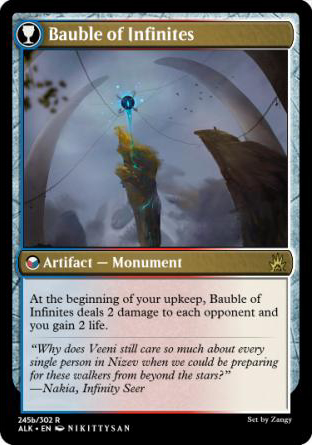 Bauble of Infinites
Artifact — Monument
At the beginning of your upkeep, Bauble of
Infinites deals 2 damage to each opponent and
you gain 2 life.
“Why does Veeni still care so much about every
single person in Nizev when we could be preparing
for these walkers from beyond the stars?”
—Nakia, Infinity Seer
245b/302 R
Set by Zangy
ALK • EN NIKITTYSAN